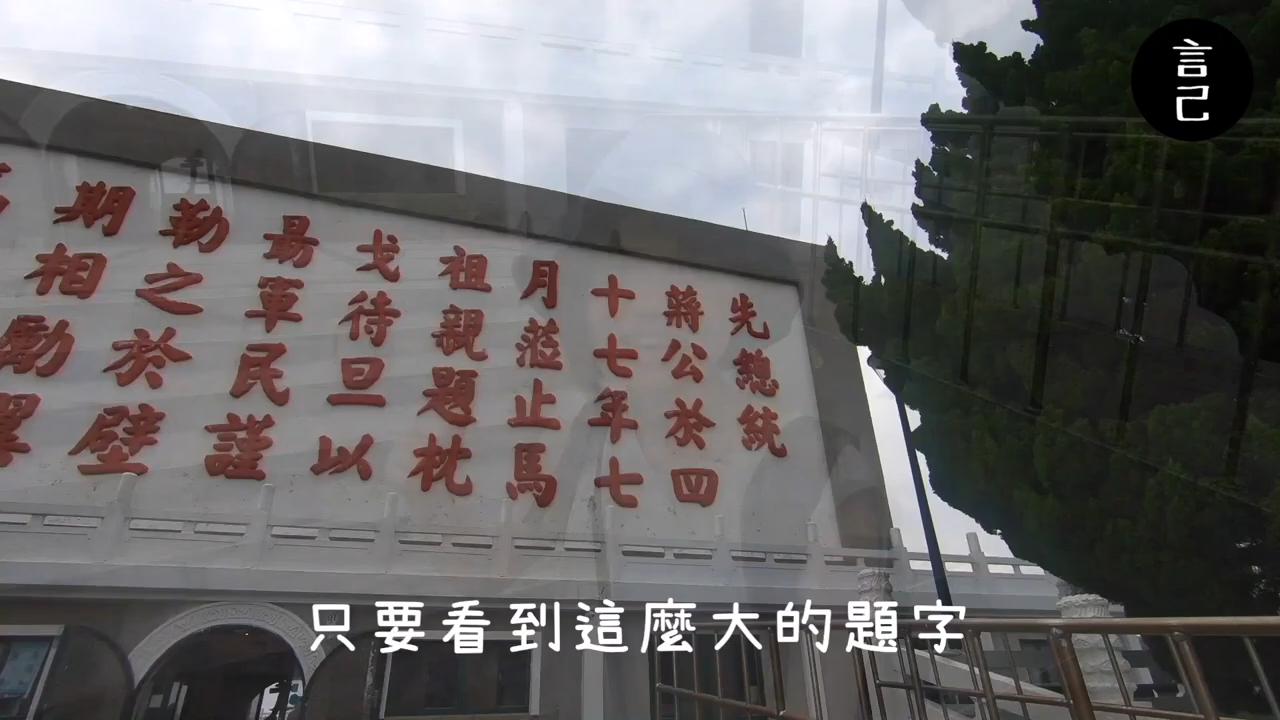 先總統
蔣公於四
十七年七
月蒞止馬
祖親題枕
戈待旦以
勗軍民謹
勒之於壁
期相勵
言己
只要看到這麼大的題字